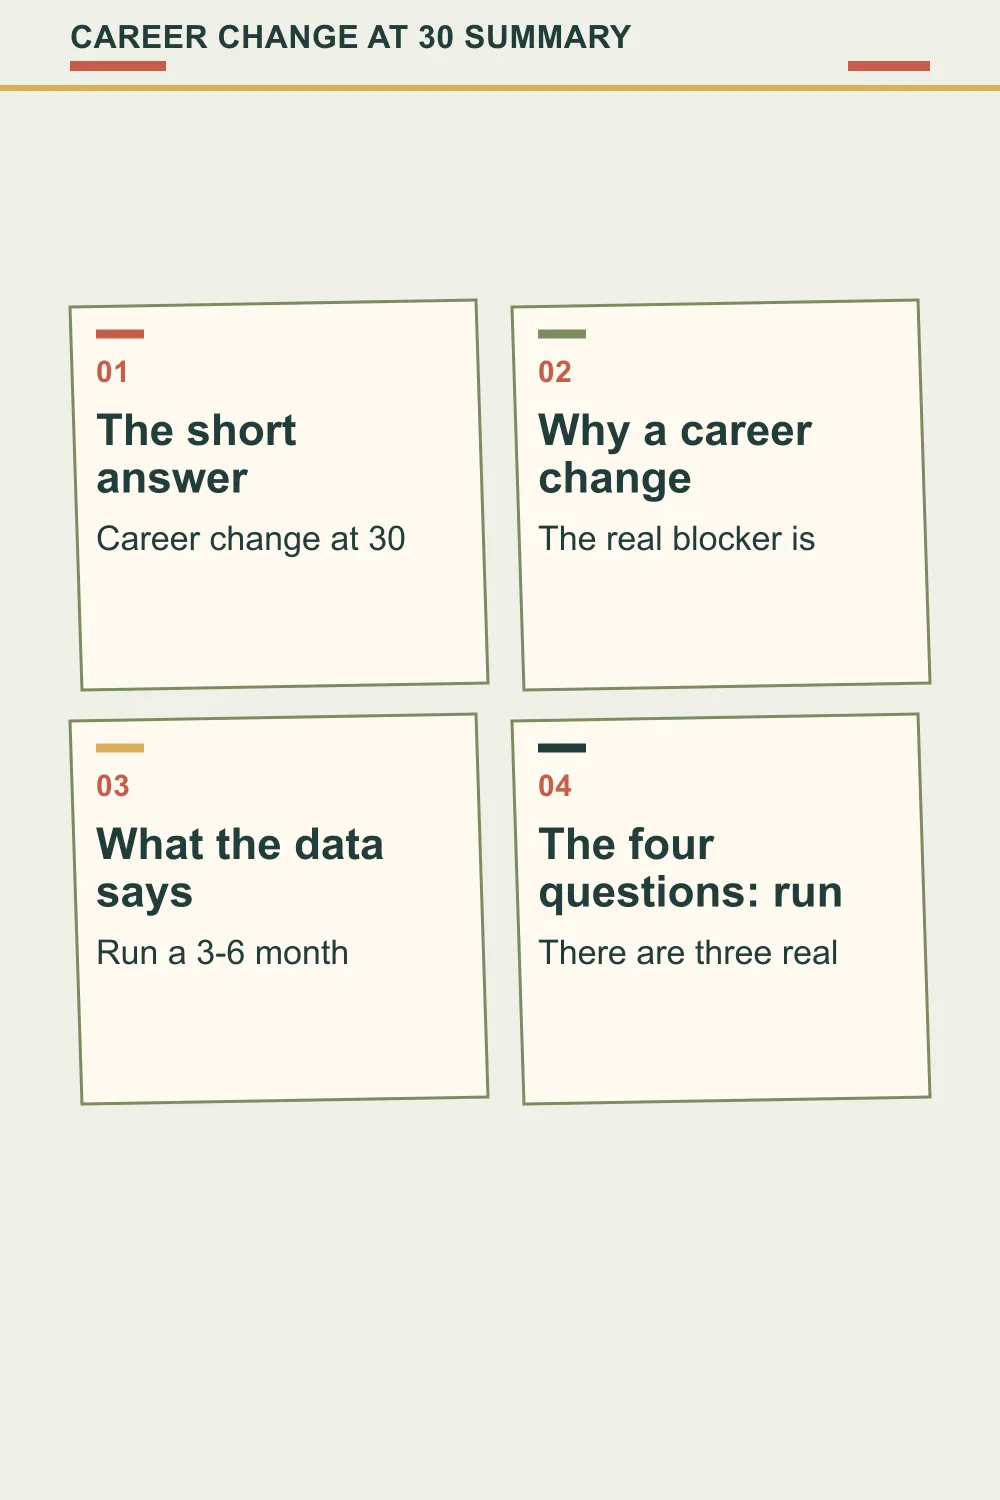 CAREER CHANGE AT 30 SUMMARY
01
The short
answer
Career change at 30
02
Why a career
change
The real blocker is
03
What the data
says
Run a 3-6 month
04
The four
questions: run
There are three real